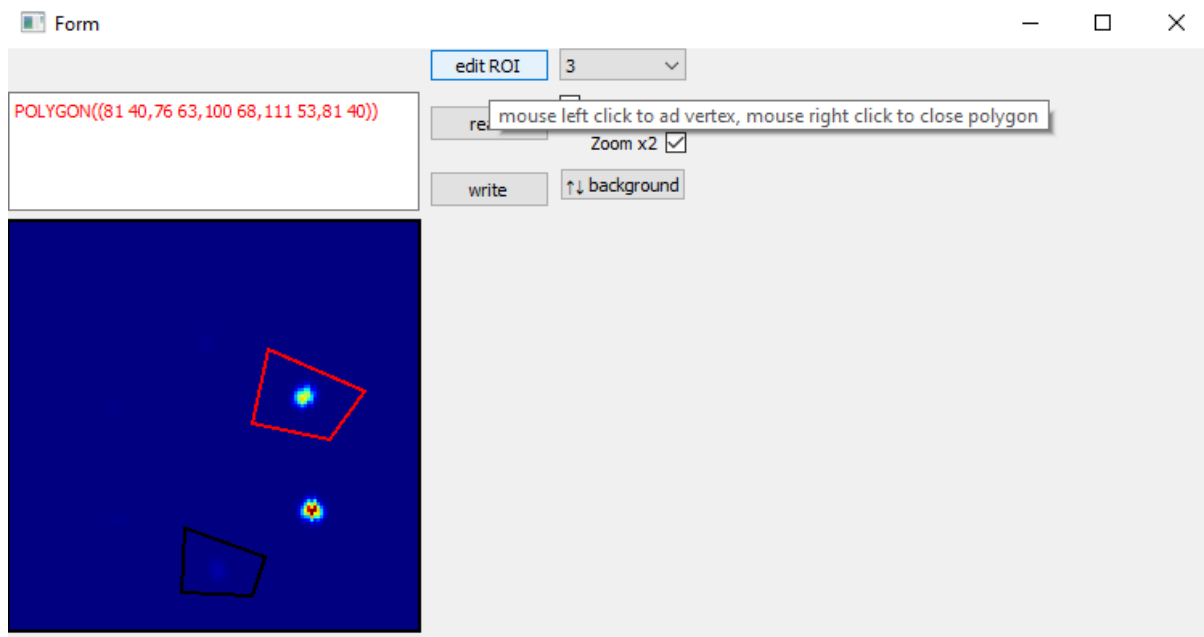 Form
edit ROI
3
POLYGON((81 40,76 63,100 68,111 53,81 40))
mouse left click to ad vertex, mouse right click to close polygon
Zoom x2
write
↑↓ background